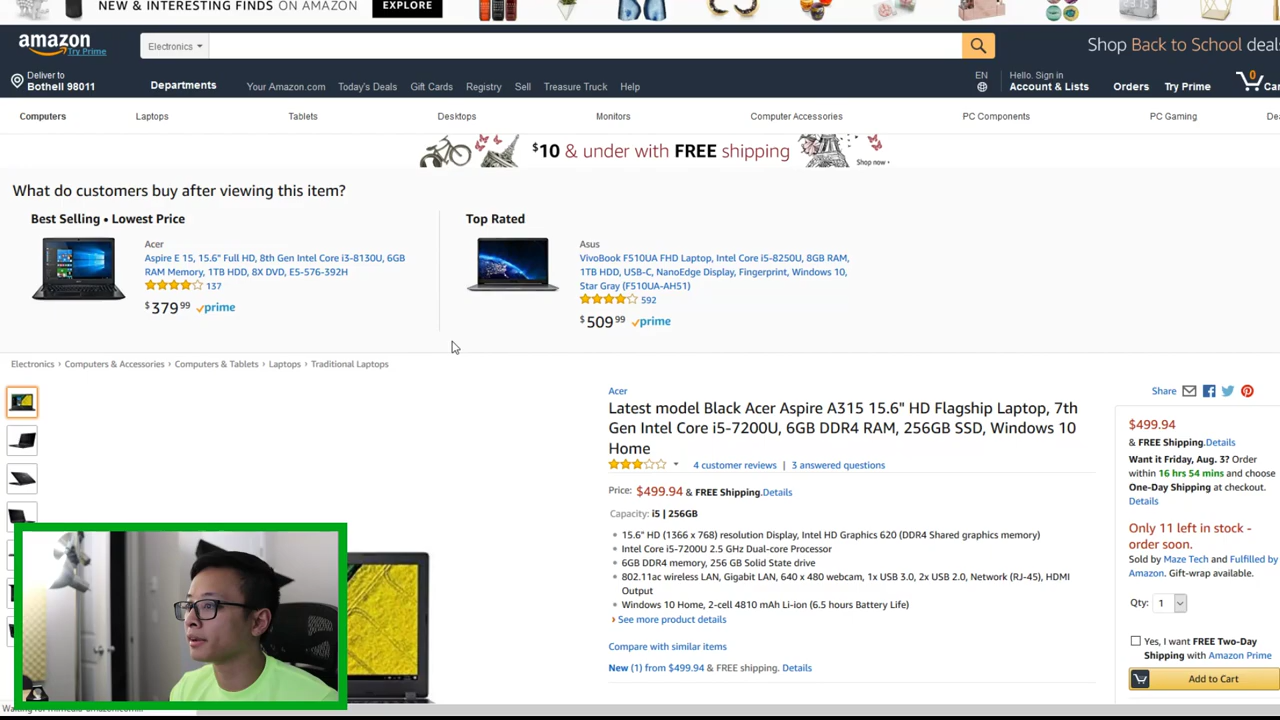 NEW & INTERESTING FINDS ON AMAZON
EXPLORE
amazon
Try Prime
Electronics
Shop Back to School
Deliver to
Bothell 98011
Departments
Your Amazon.com
Today's Deals
Gift Cards
Registry
Sell
Treasure Truck
Help
EN
Hello. Sign in
Account & Lists
Orders
Try Prime
0
Computers
Laptops
Tablets
Desktops
Monitors
Computer Accessories
PC Components
PC Gaming
$10 & under with FREE shipping
Shop now ›
What do customers buy after viewing this item?
Best Selling • Lowest Price
Acer
Aspire E 15, 15.6" Full HD, 8th Gen Intel Core i3-8130U, 6GB
RAM Memory, 1TB HDD, 8X DVD, E5-576-392H
137
$379 99 prime
Top Rated
Asus
VivoBook F510UA FHD Laptop, Intel Core i5-8250U, 8GB RAM,
1TB HDD, USB-C, NanoEdge Display, Fingerprint, Windows 10,
Star Gray (F510UA-AH51)
592
$509 99 prime
Electronics › Computers & Accessories › Computers & Tablets › Laptops › Traditional Laptops
Acer
Latest model Black Acer Aspire A315 15.6" HD Flagship Laptop, 7th
Gen Intel Core i5-7200U, 6GB DDR4 RAM, 256GB SSD, Windows 10
Home
4 customer reviews | 3 answered questions
Price: $499.94 & FREE Shipping. Details
Capacity: i5 | 256GB
15.6" HD (1366 x 768) resolution Display, Intel HD Graphics 620 (DDR4 Shared graphics memory)
Intel Core i5-7200U 2.5 GHz Dual-core Processor
6GB DDR4 memory, 256 GB Solid State drive
802.11ac wireless LAN, Gigabit LAN, 640 x 480 webcam, 1x USB 3.0, 2x USB 2.0, Network (RJ-45), HDMI
Output
Windows 10 Home, 2-cell 4810 mAh Li-ion (6.5 hours Battery Life)
› See more product details
Compare with similar items
New (1) from $499.94 & FREE shipping. Details
Share
$499.94
& FREE Shipping. Details
Want it Friday, Aug. 3? Order
within 16 hrs 54 mins and choose
One-Day Shipping at checkout.
Details
Only 11 left in stock -
order soon.
Sold by Maze Tech and Fulfilled by
Amazon. Gift-wrap available.
Qty: 1
Yes, I want FREE Two-Day
Shipping with Amazon Prime
Add to Cart